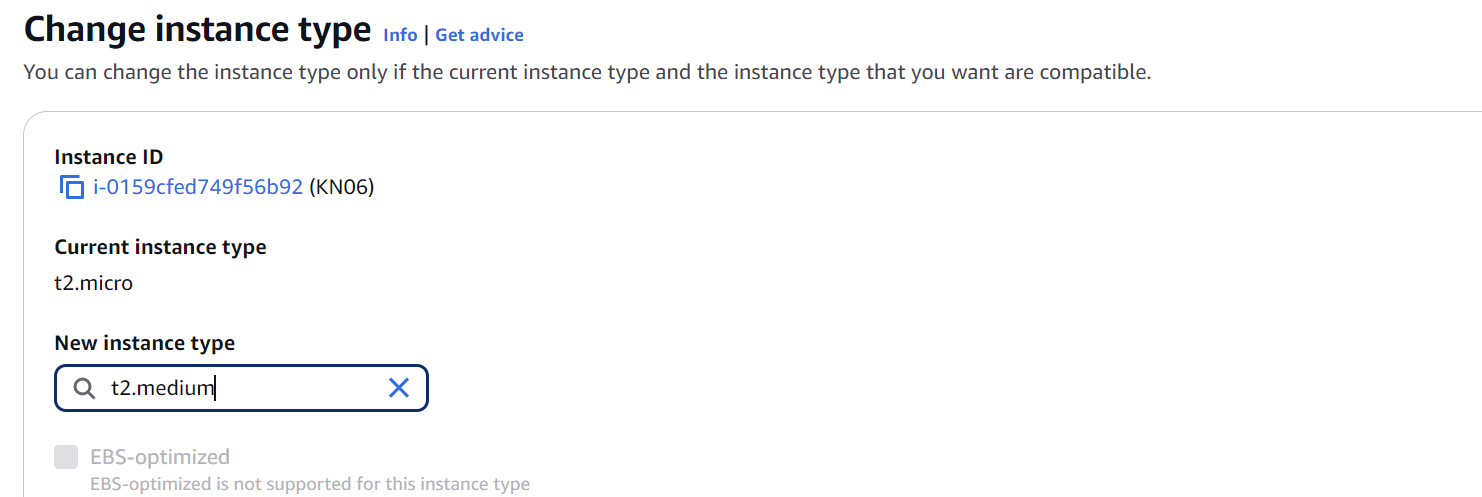 Change instance type Info | Get advice
You can change the instance type only if the current instance type and the instance type that you want are compatible.
Instance ID
i-0159cfed749f56b92 (KN06)
Current instance type
t2.micro
New instance type
t2.medium
EBS-optimized
EBS-optimized is not supported for this instance type